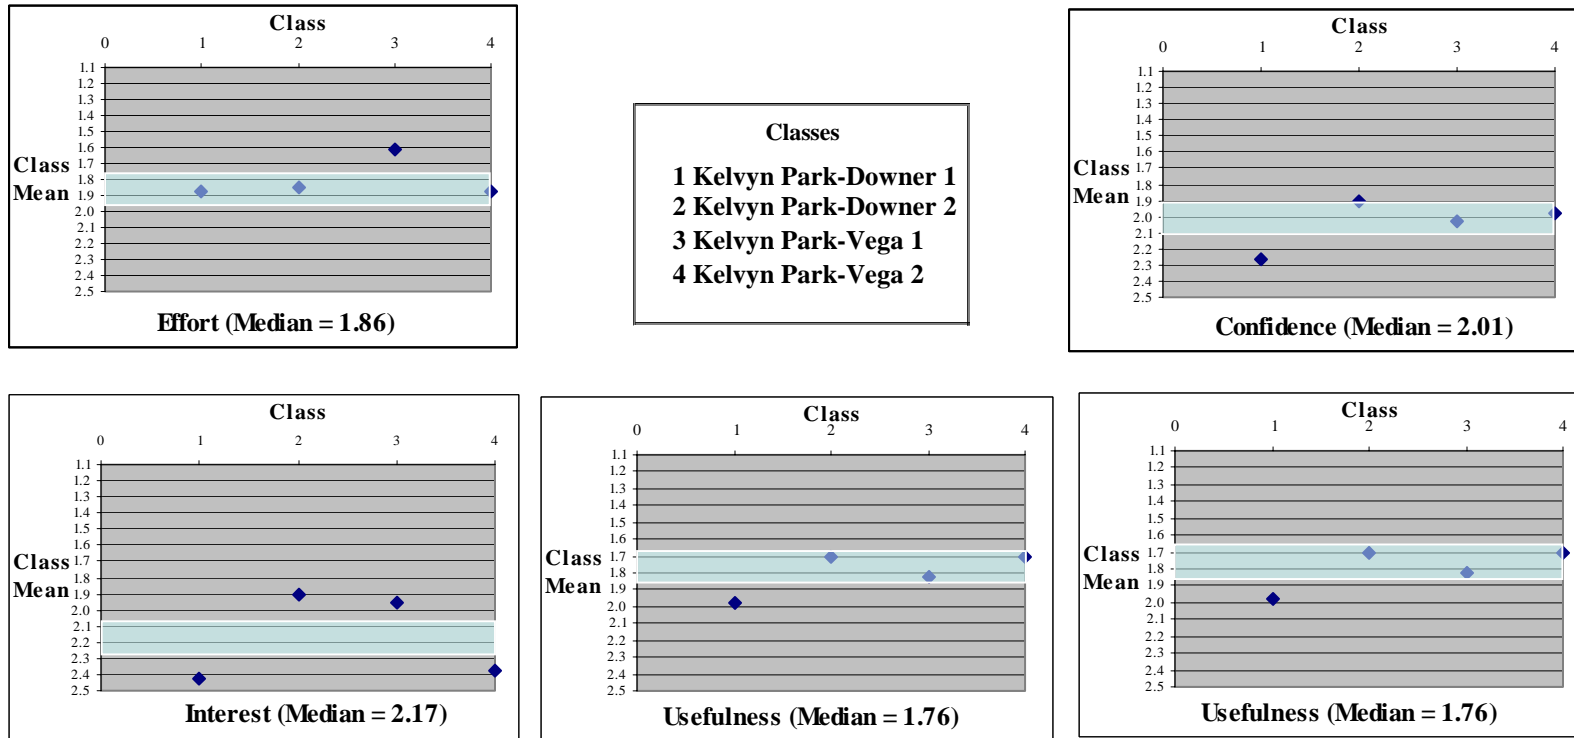 Class
0 1 2 3 4
1.1
1.2
1.3
1.4
1.5
1.6
1.7
1.8
1.9
2.0
2.1
2.2
2.3
2.4
2.5
Class
Mean
Effort (Median = 1.86)
Classes
1 Kelvyn Park-Downer 1
2 Kelvyn Park-Downer 2
3 Kelvyn Park-Vega 1
4 Kelvyn Park-Vega 2
Class
0 1 2 3 4
1.1
1.2
1.3
1.4
1.5
1.6
1.7
1.8
1.9
2.0
2.1
2.2
2.3
2.4
2.5
Class
Mean
Confidence (Median = 2.01)
Class
0 1 2 3 4
1.1
1.2
1.3
1.4
1.5
1.6
1.7
1.8
1.9
2.0
2.1
2.2
2.3
2.4
2.5
Class
Mean
Interest (Median = 2.17)
Class
0 1 2 3 4
1.1
1.2
1.3
1.4
1.5
1.6
1.7
1.8
1.9
2.0
2.1
2.2
2.3
2.4
2.5
Class
Mean
Usefulness (Median = 1.76)
Class
0 1 2 3 4
1.1
1.2
1.3
1.4
1.5
1.6
1.7
1.8
1.9
2.0
2.1
2.2
2.3
2.4
2.5
Class
Mean
Usefulness (Median = 1.76)